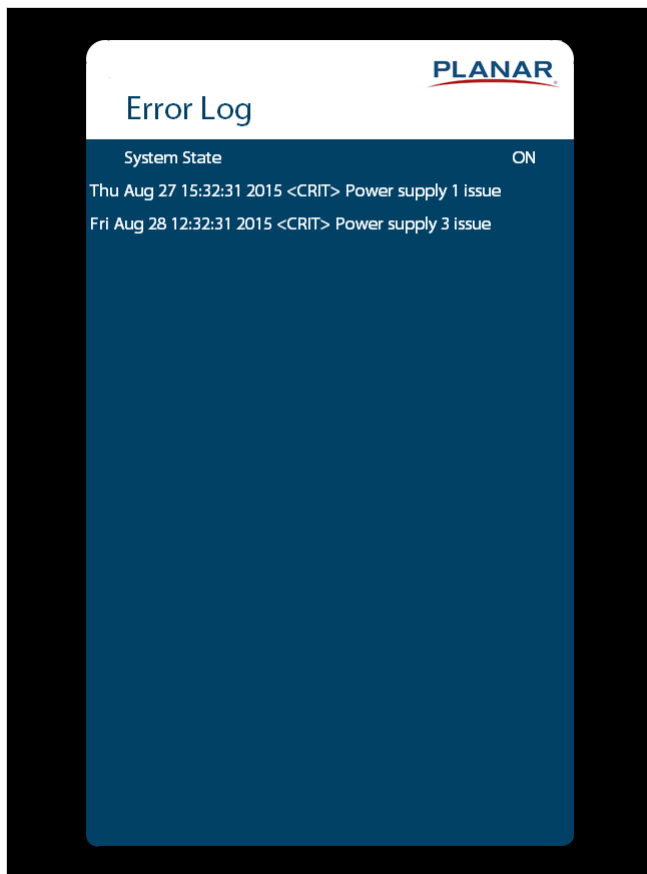 PLANAR
Error Log
System State ON
Thu Aug 27 15:32:31 2015 <CRIT> Power supply 1 issue
Fri Aug 28 12:32:31 2015 <CRIT> Power supply 3 issue